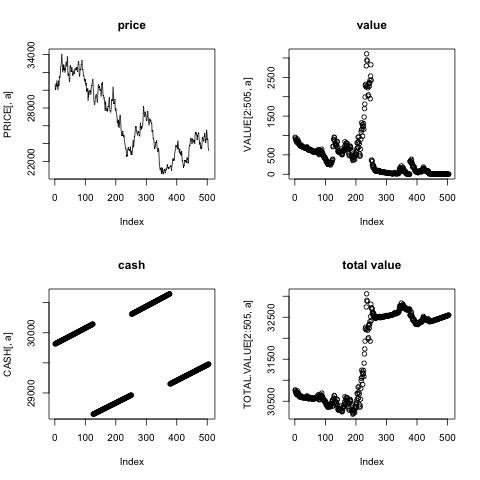 price
PRICE[, a]
22000 28000 34000
0 100 200 300 400 500
Index
value
VALUE[2:505, a]
0 500 1500 2500
0 100 200 300 400 500
Index
cash
CASH[, a]
29000 30000
0 100 200 300 400 500
Index
total value
TOTAL.VALUE[2:505, a]
30500 31500 32500
0 100 200 300 400 500
Index